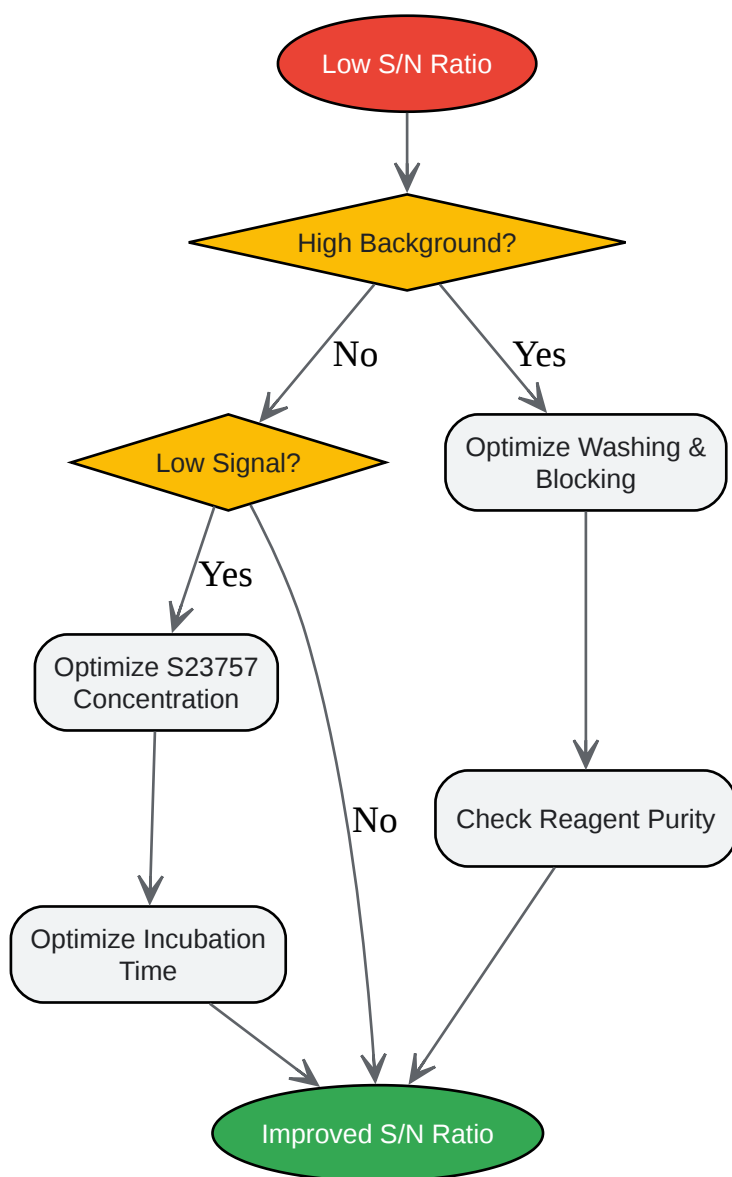 Low S/N Ratio
High Background?
No
Yes
Low Signal?
Optimize Washing &
Blocking
Yes
Optimize S23757
Concentration
No
Check Reagent Purity
Optimize Incubation
Time
Improved S/N Ratio